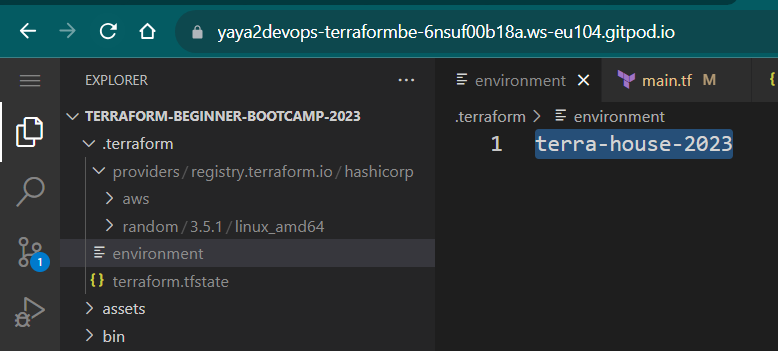 yaya2devops-terraformbe-6nsuf00b18a.ws-eu104.gitpod.io
EXPLORER
environment
main.tf M
TERRAFORM-BEGINNER-BOOTCAMP-2023
.terraform > environment
.terraform
1 terra-house-2023
providers / registry.terraform.io / hashicorp
aws
random / 3.5.1 / linux_amd64
environment
1
terraform.tfstate
assets
bin